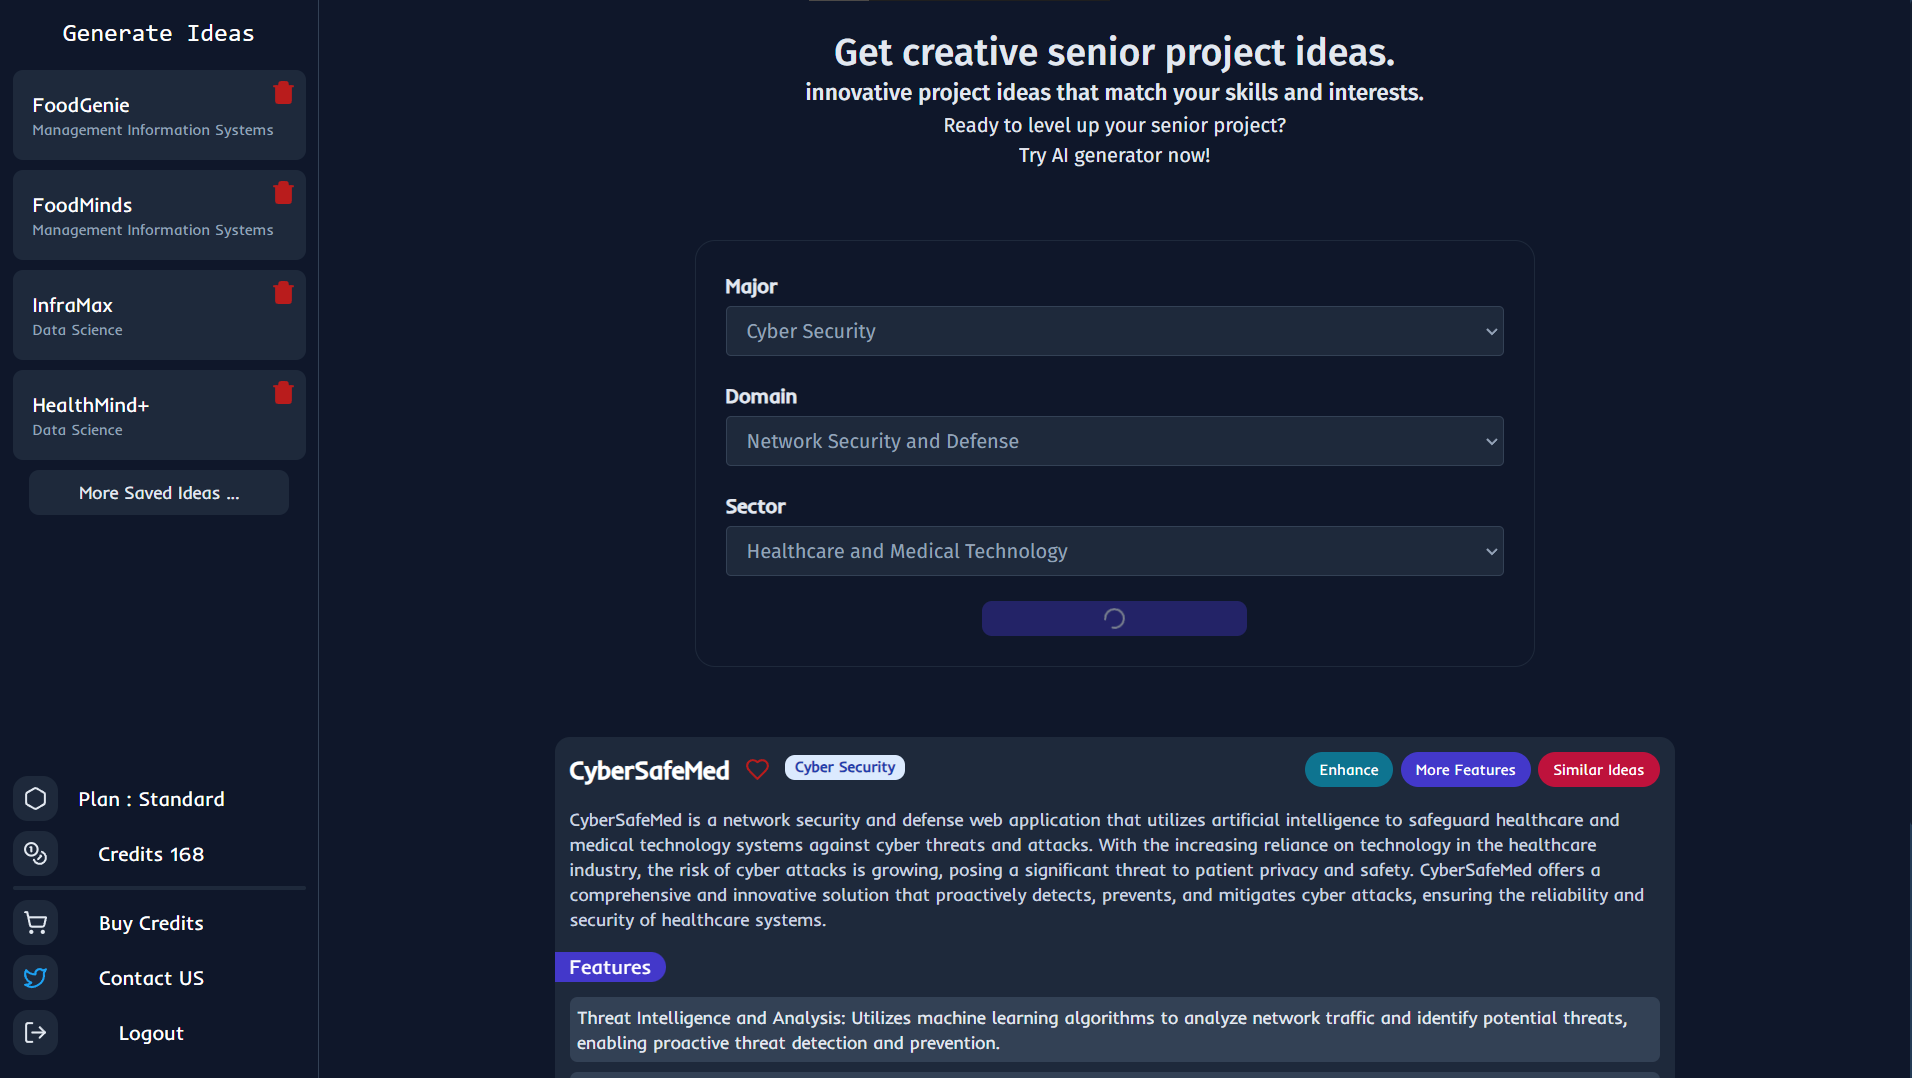 Generate Ideas
FoodGenie
Management Information Systems
FoodMinds
Management Information Systems
InfraMax
Data Science
HealthMind+
Data Science
More Saved Ideas ...
Plan : Standard
Credits 168
Buy Credits
Contact US
Logout
Get creative senior project ideas.
innovative project ideas that match your skills and interests.
Ready to level up your senior project?
Try AI generator now!
Major
Cyber Security
Domain
Network Security and Defense
Sector
Healthcare and Medical Technology
CyberSafeMed
Cyber Security
Enhance
More Features
Similar Ideas
CyberSafeMed is a network security and defense web application that utilizes artificial intelligence to safeguard healthcare and
medical technology systems against cyber threats and attacks. With the increasing reliance on technology in the healthcare
industry, the risk of cyber attacks is growing, posing a significant threat to patient privacy and safety. CyberSafeMed offers a
comprehensive and innovative solution that proactively detects, prevents, and mitigates cyber attacks, ensuring the reliability and
security of healthcare systems.
Features
Threat Intelligence and Analysis: Utilizes machine learning algorithms to analyze network traffic and identify potential threats,
enabling proactive threat detection and prevention.